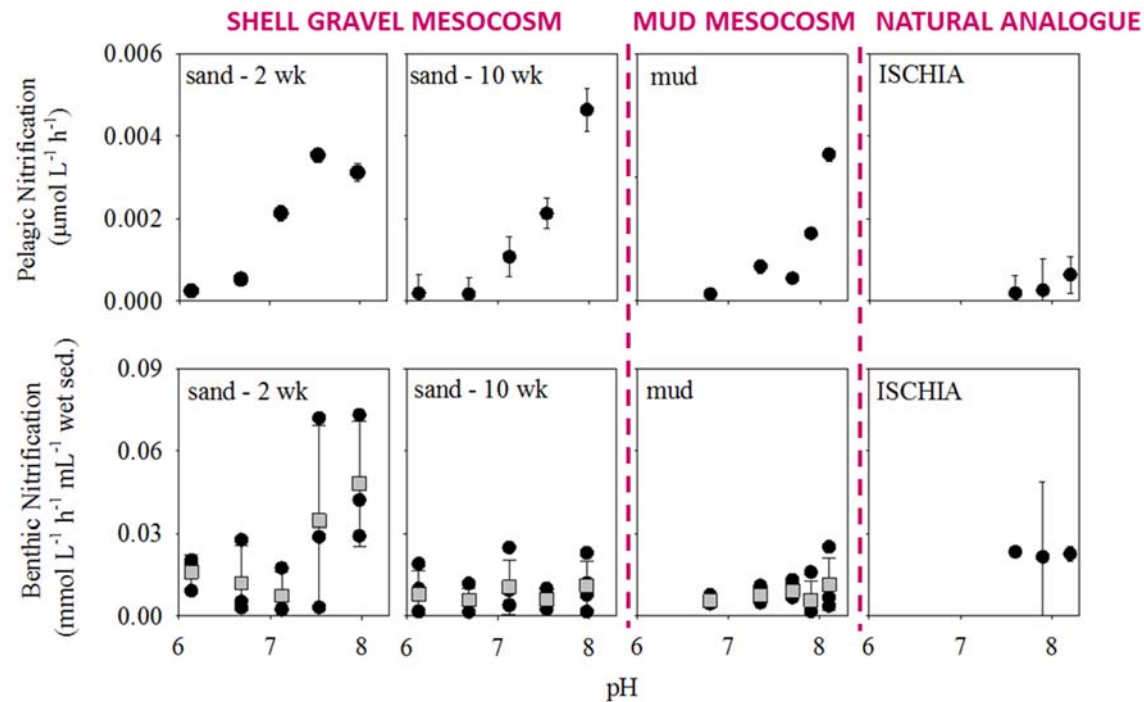 SHELL GRAVEL MESOCOSM
MUD MESOCOSM
NATURAL ANALOGUE
Pelagic Nitrification
(μmol L⁻¹ h⁻¹)
0.006
0.004
0.002
0.000
sand - 2 wk
sand - 10 wk
mud
ISCHIA
Benthic Nitrification
(mmol L⁻¹ h⁻¹ mL⁻¹ wet sed.)
0.09
0.06
0.03
0.00
sand - 2 wk
sand - 10 wk
mud
ISCHIA
6 7 8
6 7 8
6 7 8
6 7 8
pH